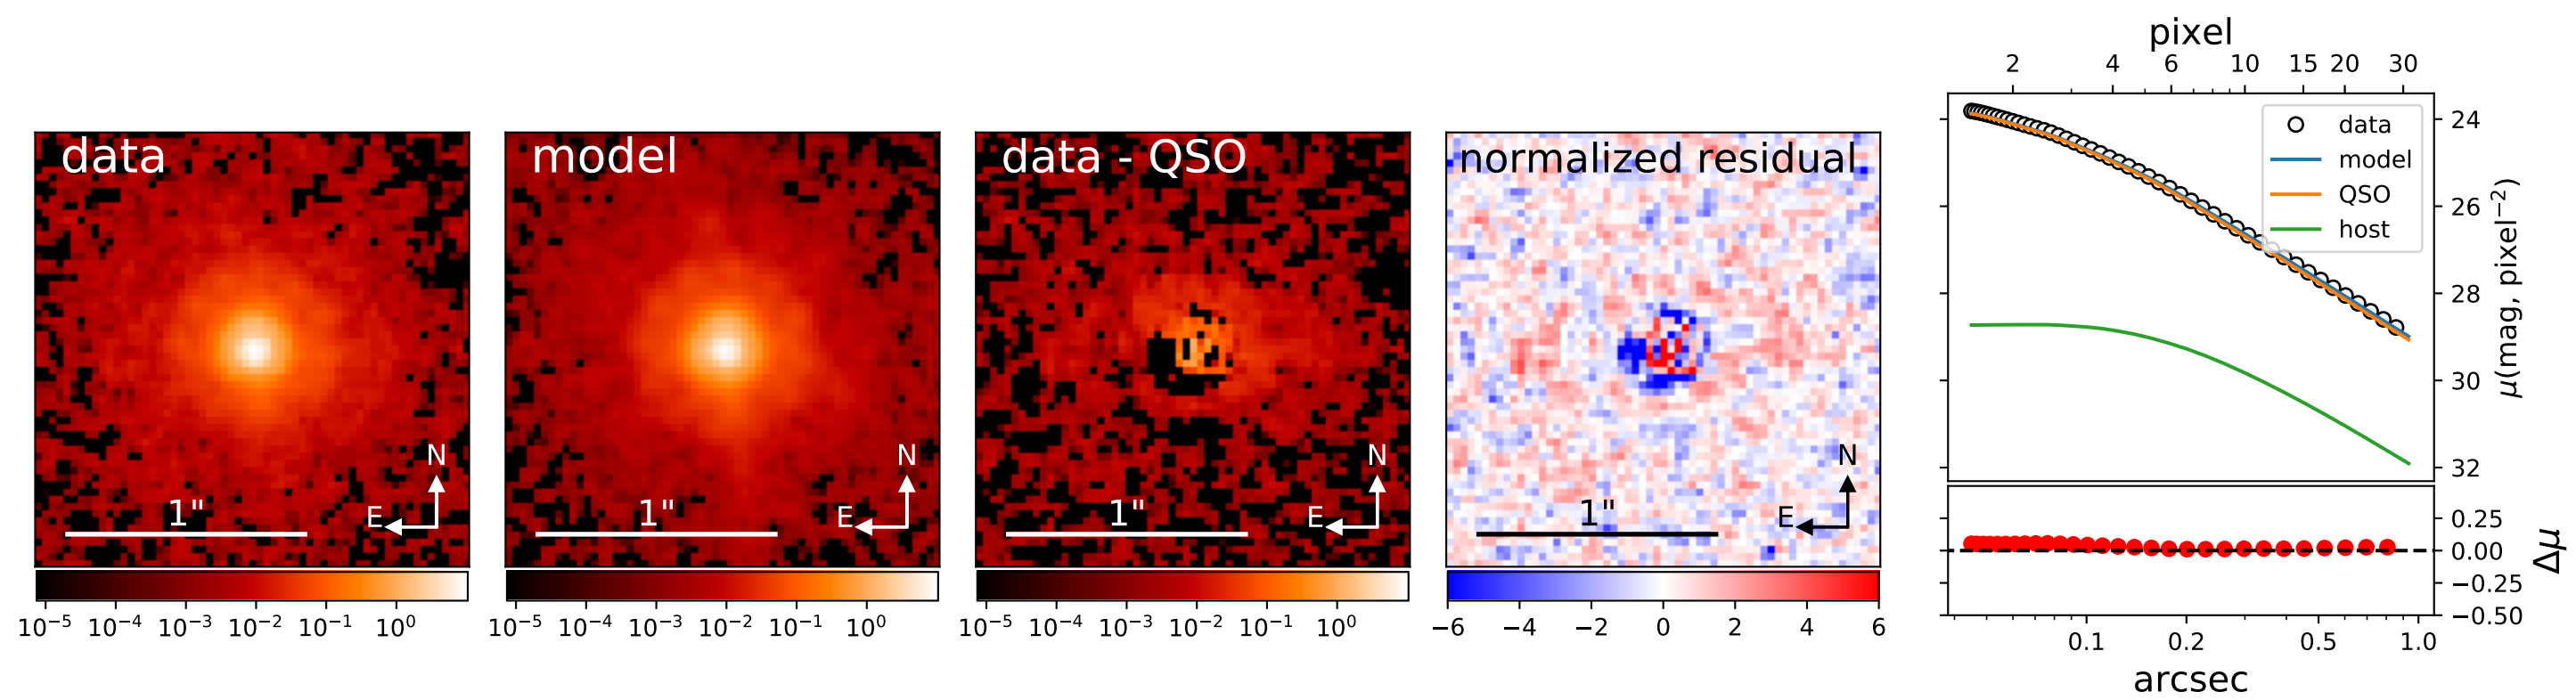 data
N
E
1"
10⁻⁵ 10⁻⁴ 10⁻³ 10⁻² 10⁻¹ 10⁰
model
N
E
1"
10⁻⁵ 10⁻⁴ 10⁻³ 10⁻² 10⁻¹ 10⁰
data - QSO
N
E
1"
10⁻⁵ 10⁻⁴ 10⁻³ 10⁻² 10⁻¹ 10⁰
normalized residual
N
E
1"
−6 −4 −2 0 2 4 6
pixel
2 4 6 10 15 20 30
data
model
QSO
host
24
26
28
30
32
μ(mag, pixel⁻²)
0.25
0.00
−0.25
−0.50
Δμ
0.1 0.2 0.5 1.0
arcsec